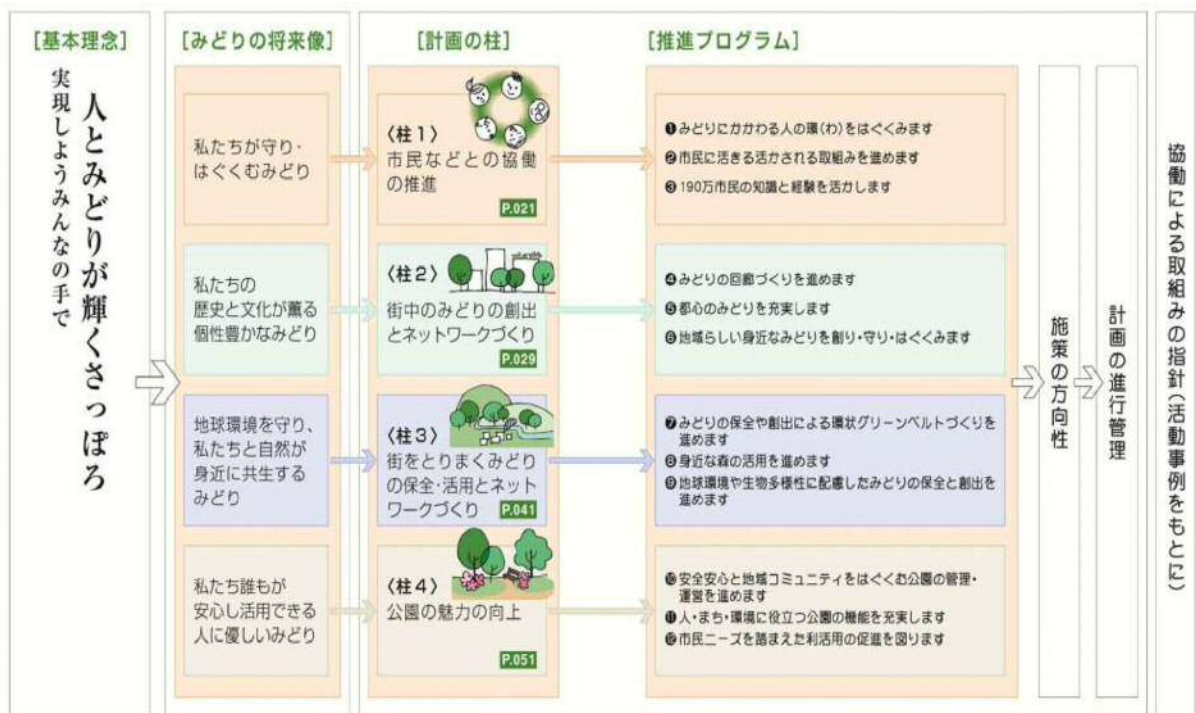 [基本理念]
人とみどりが輝くさっぽろ
実現しようみんなの手で
[みどりの将来像]
私たちが守り・
はぐくむみどり
私たちの
歴史と文化が薫る
個性豊かなみどり
地球環境を守り、
私たちと自然が
身近に共生する
みどり
私たち誰もが
安心し活用できる
人に優しいみどり
[計画の柱]
〈柱1〉
市民などとの協働
の推進
P.021
〈柱2〉
街中のみどりの創出
とネットワークづくり
P.029
〈柱3〉
街をとりまくみどり
の保全・活用とネット
ワークづくり
P.041
〈柱4〉
公園の魅力の向上
P.051
[推進プログラム]
❶みどりにかかわる人の環(わ)をはぐくみます
❷市民に活きる活かされる取組みを進めます
❸190万市民の知識と経験を活かします
❹みどりの回廊づくりを進めます
❺都心のみどりを充実します
❻地域らしい身近なみどりを創り・守り・はぐくみます
❼みどりの保全や創出による環状グリーンベルトづくりを
進めます
❽身近な森の活用を進めます
❾地球環境や生物多様性に配慮したみどりの保全と創出を
進めます
❿安全安心と地域コミュニティをはぐくむ公園の管理・
運営を進めます
⓫人・まち・環境に役立つ公園の機能を充実します
⓬市民ニーズを踏まえた利活用の促進を図ります
施策の方向性
計画の進行管理
協働による取組みの指針(活動事例をもとに)